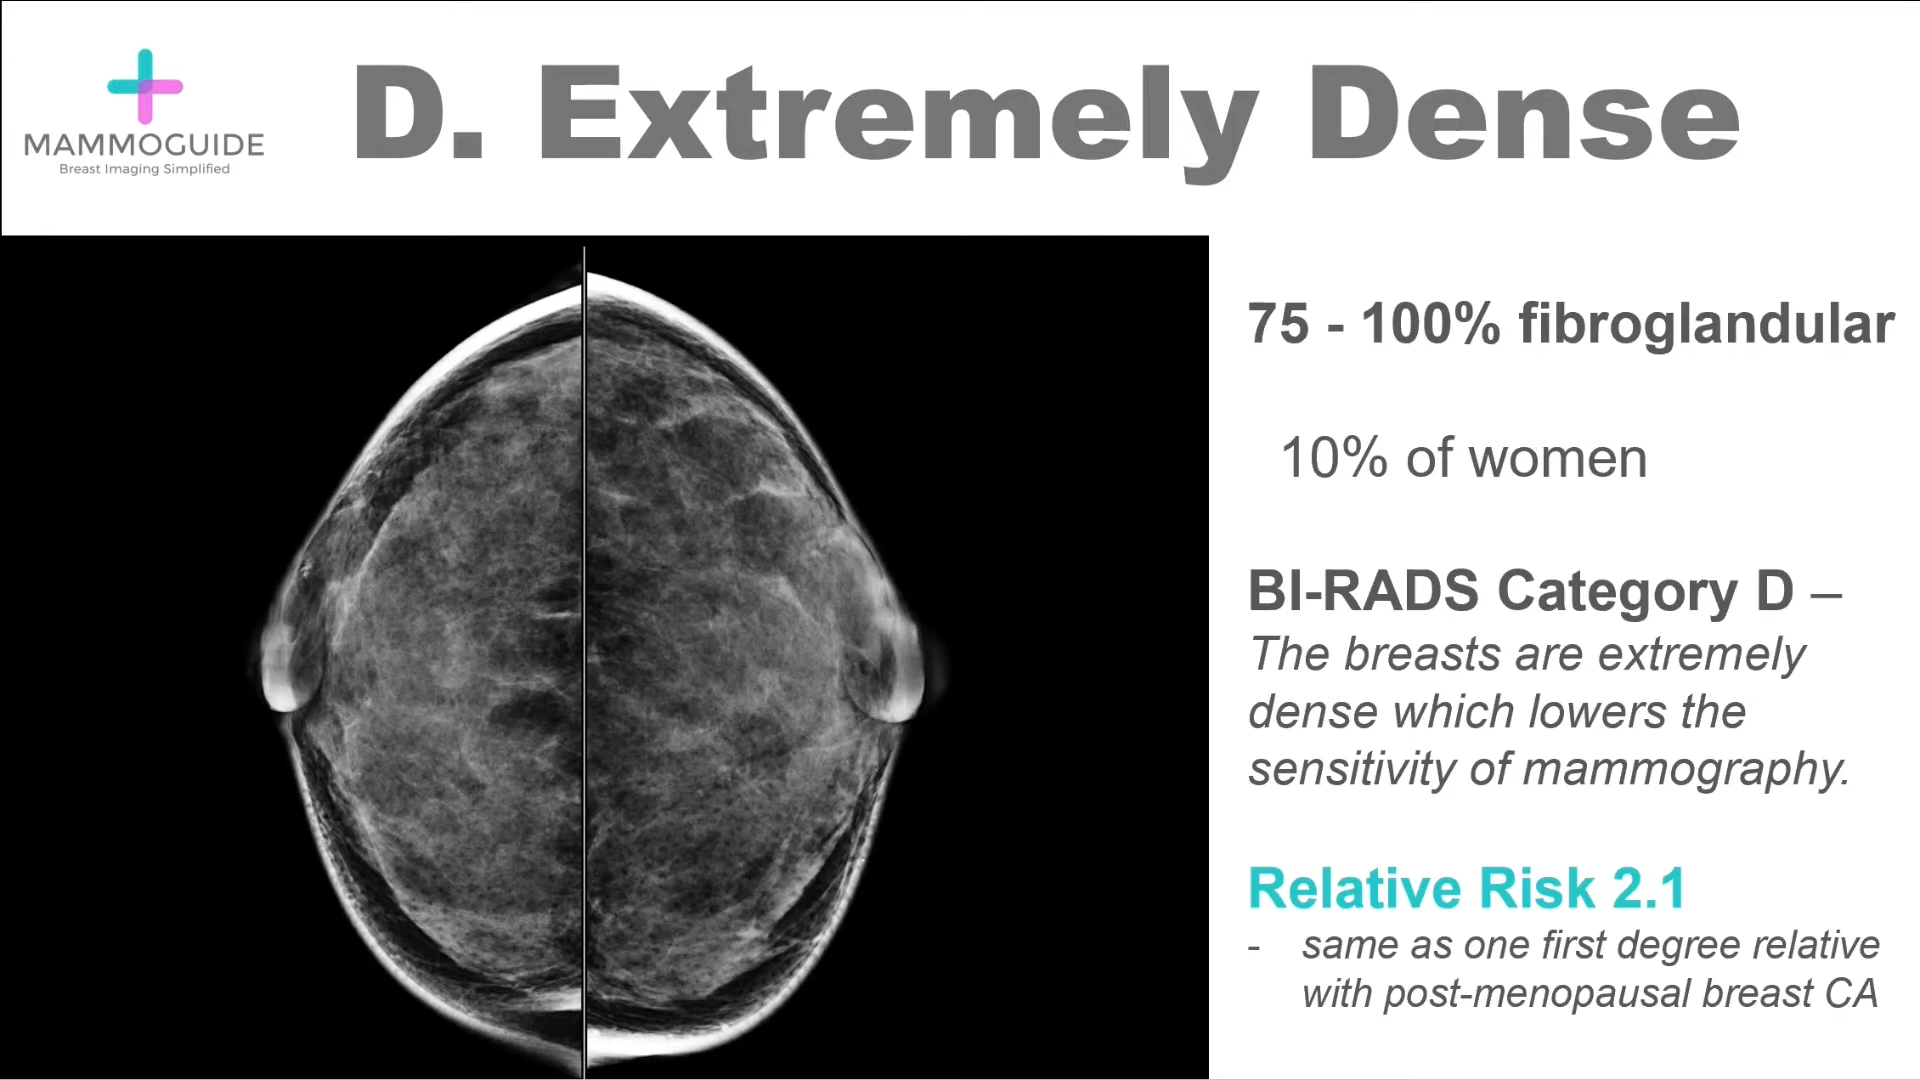 MAMMOGUIDE
Breast Imaging Simplified
D. Extremely Dense
75 - 100% fibroglandular
10% of women
BI-RADS Category D –
The breasts are extremely
dense which lowers the
sensitivity of mammography.
Relative Risk 2.1
- same as one first degree relative
with post-menopausal breast CA